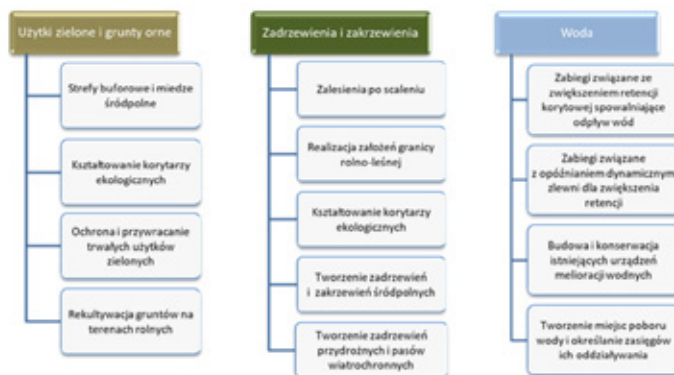 Użytki zielone i grunty orne
Strefy buforowe i miedze
śródpolne
Kształtowanie korytarzy
ekologicznych
Ochrona i przywracanie
trwałych użytków
zielonych
Rekultywacja gruntów na
terenach rolnych
Zadrzewienia i zakrzewienia
Zalesienia po scaleniu
Realizacja założeń granicy
rolno-leśnej
Kształtowanie korytarzy
ekologicznych
Tworzenie zadrzewień
i zakrzewień śródpolnych
Tworzenie zadrzewień
przydrożnych i pasów
wiatrochronnych
Woda
Zabiegi związane ze
zwiększeniem retencji
korytowej spowalniające
odpływ wód
Zabiegi związane
z opóźnianiem dynamicznym
zlewni dla zwiększenia
retencji
Budowa i konserwacja
istniejących urządzeń
melioracji wodnych
Tworzenie miejsc poboru
wody i określanie zasięgów
ich oddziaływania